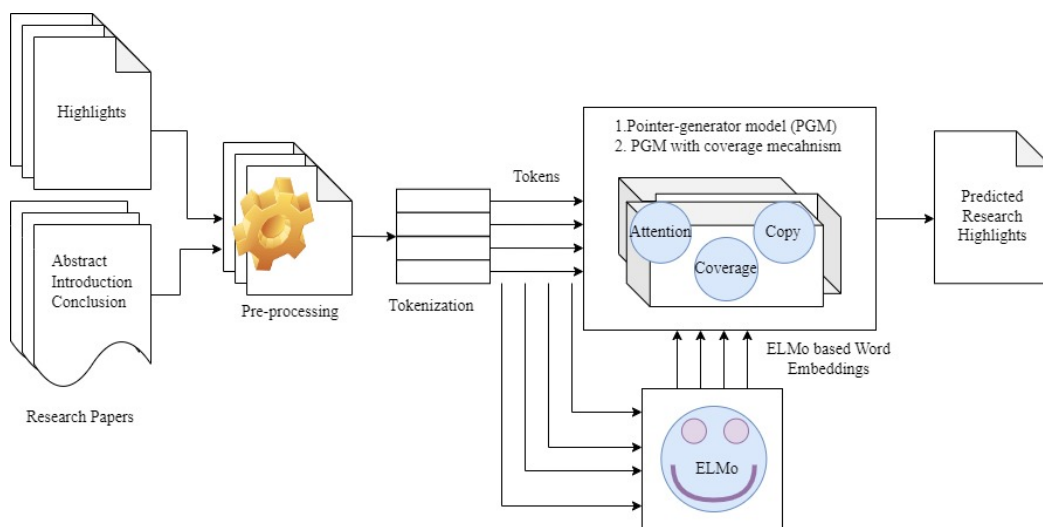 Highlights
Abstract
Introduction
Conclusion
Research Papers
Pre-processing
Tokenization
Tokens
1.Pointer-generator model (PGM)
2. PGM with coverage mecahnism
Attention
Copy
Coverage
ELMo based Word
Embeddings
ELMo
Predicted
Research
Highlights